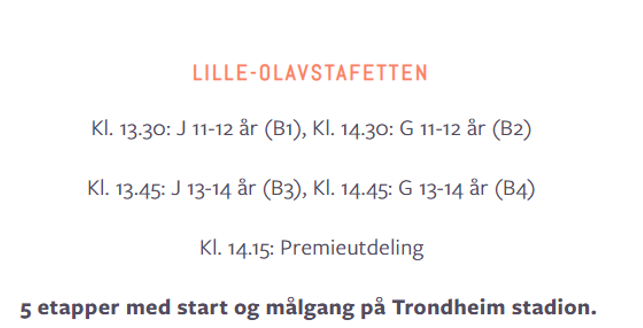 LILLE-OLAVSTAFETTEN
Kl. 13.30: J 11-12 år (B1), Kl. 14.30: G 11-12 år (B2)
Kl. 13.45: J 13-14 år (B3), Kl. 14.45: G 13-14 år (B4)
Kl. 14.15: Premieutdeling
5 etapper med start og målgang på Trondheim stadion.